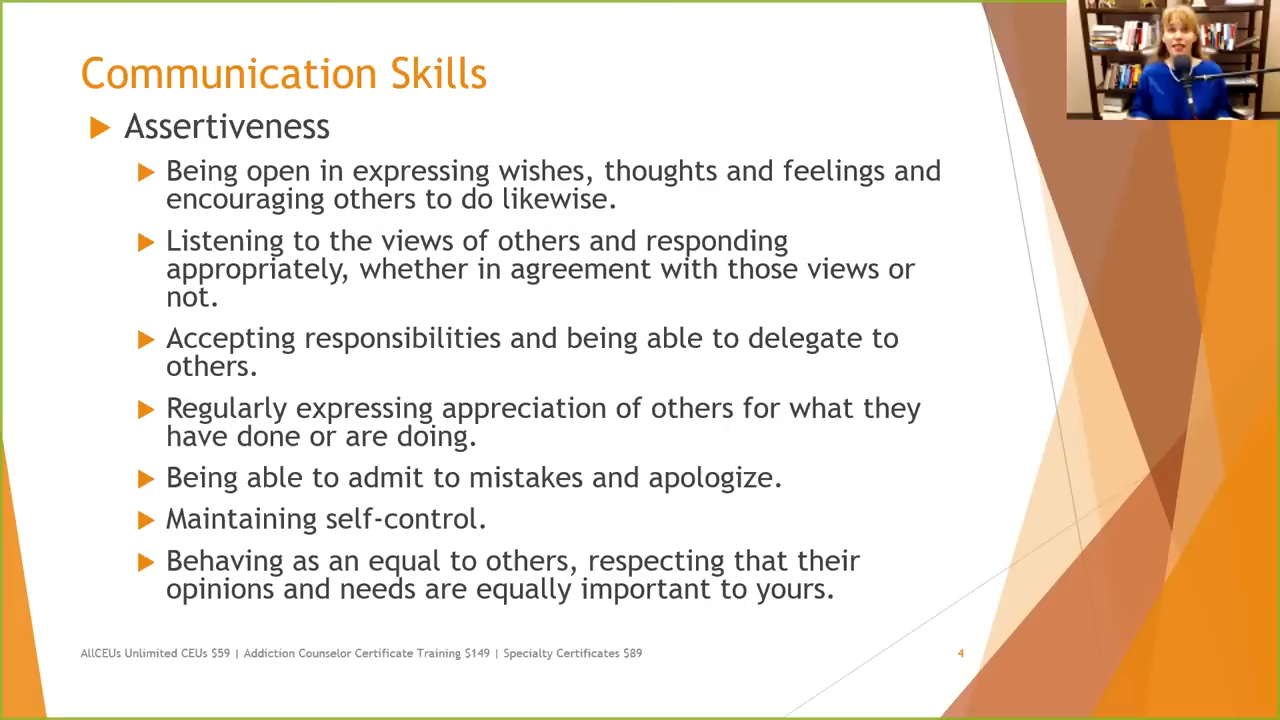 Communication Skills
Assertiveness
Being open in expressing wishes, thoughts and feelings and
encouraging others to do likewise.
Listening to the views of others and responding
appropriately, whether in agreement with those views or
not.
Accepting responsibilities and being able to delegate to
others.
Regularly expressing appreciation of others for what they
have done or are doing.
Being able to admit to mistakes and apologize.
Maintaining self-control.
Behaving as an equal to others, respecting that their
opinions and needs are equally important to yours.
AllCEUs Unlimited CEUs $59 | Addiction Counselor Certificate Training $149 | Specialty Certificates $89
4